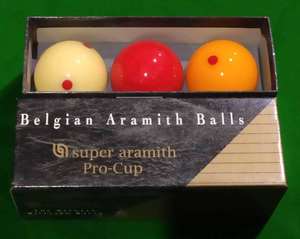 Belgian Aramith Balls
super aramith
Pro-Cup